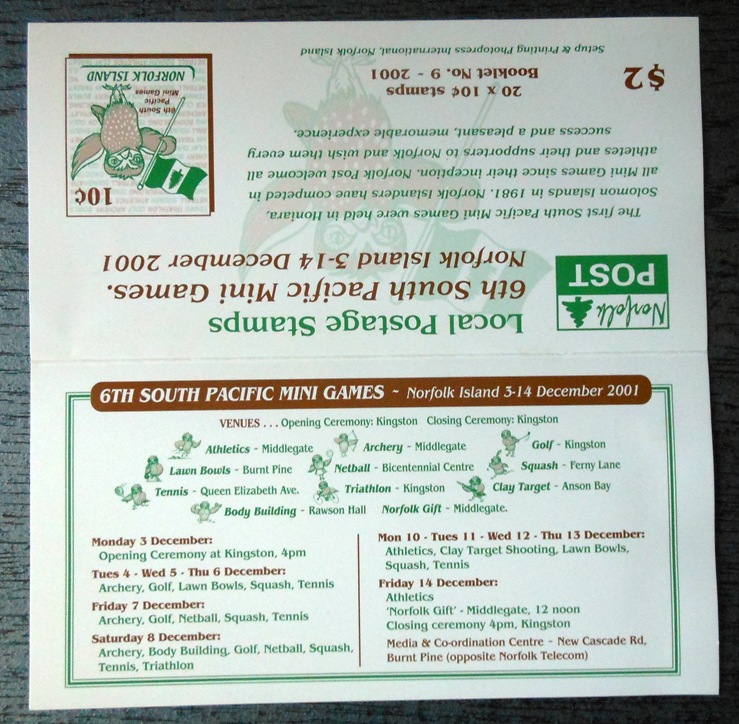 Local Postage Stamps
6th South Pacific Mini Games.
Norfolk Island 3-14 December 2001
Norfolk
POST
The first South Pacific Mini Games were held in Honiara,
Solomon Islands in 1981. Norfolk Islanders have competed in
all Mini Games since their inception. Norfolk Post welcome all
athletes and their supporters to Norfolk and wish them every
success and a pleasant, memorable experience.
20 x 10¢ stamps
Booklet No. 9 - 2001
$2
Setup & Printing Photopress International, Norfolk Island
10¢
6th South
Pacific
Mini Games
NORFOLK ISLAND
6TH SOUTH PACIFIC MINI GAMES ~ Norfolk Island 3-14 December 2001
VENUES . . . Opening Ceremony: Kingston Closing Ceremony: Kingston
Athletics - Middlegate Archery - Middlegate Golf - Kingston
Lawn Bowls - Burnt Pine Netball - Bicentennial Centre Squash - Ferny Lane
Tennis - Queen Elizabeth Ave. Triathlon - Kingston Clay Target - Anson Bay
Body Building - Rawson Hall Norfolk Gift - Middlegate.
Monday 3 December:
Opening Ceremony at Kingston, 4pm
Tues 4 - Wed 5 - Thu 6 December:
Archery, Golf, Lawn Bowls, Squash, Tennis
Friday 7 December:
Archery, Golf, Netball, Squash, Tennis
Saturday 8 December:
Archery, Body Building, Golf, Netball, Squash,
Tennis, Triathlon
Mon 10 - Tues 11 - Wed 12 - Thu 13 December:
Athletics, Clay Target Shooting, Lawn Bowls,
Squash, Tennis
Friday 14 December:
Athletics
'Norfolk Gift' - Middlegate, 12 noon
Closing ceremony 4pm, Kingston
Media & Co-ordination Centre - New Cascade Rd,
Burnt Pine (opposite Norfolk Telecom)